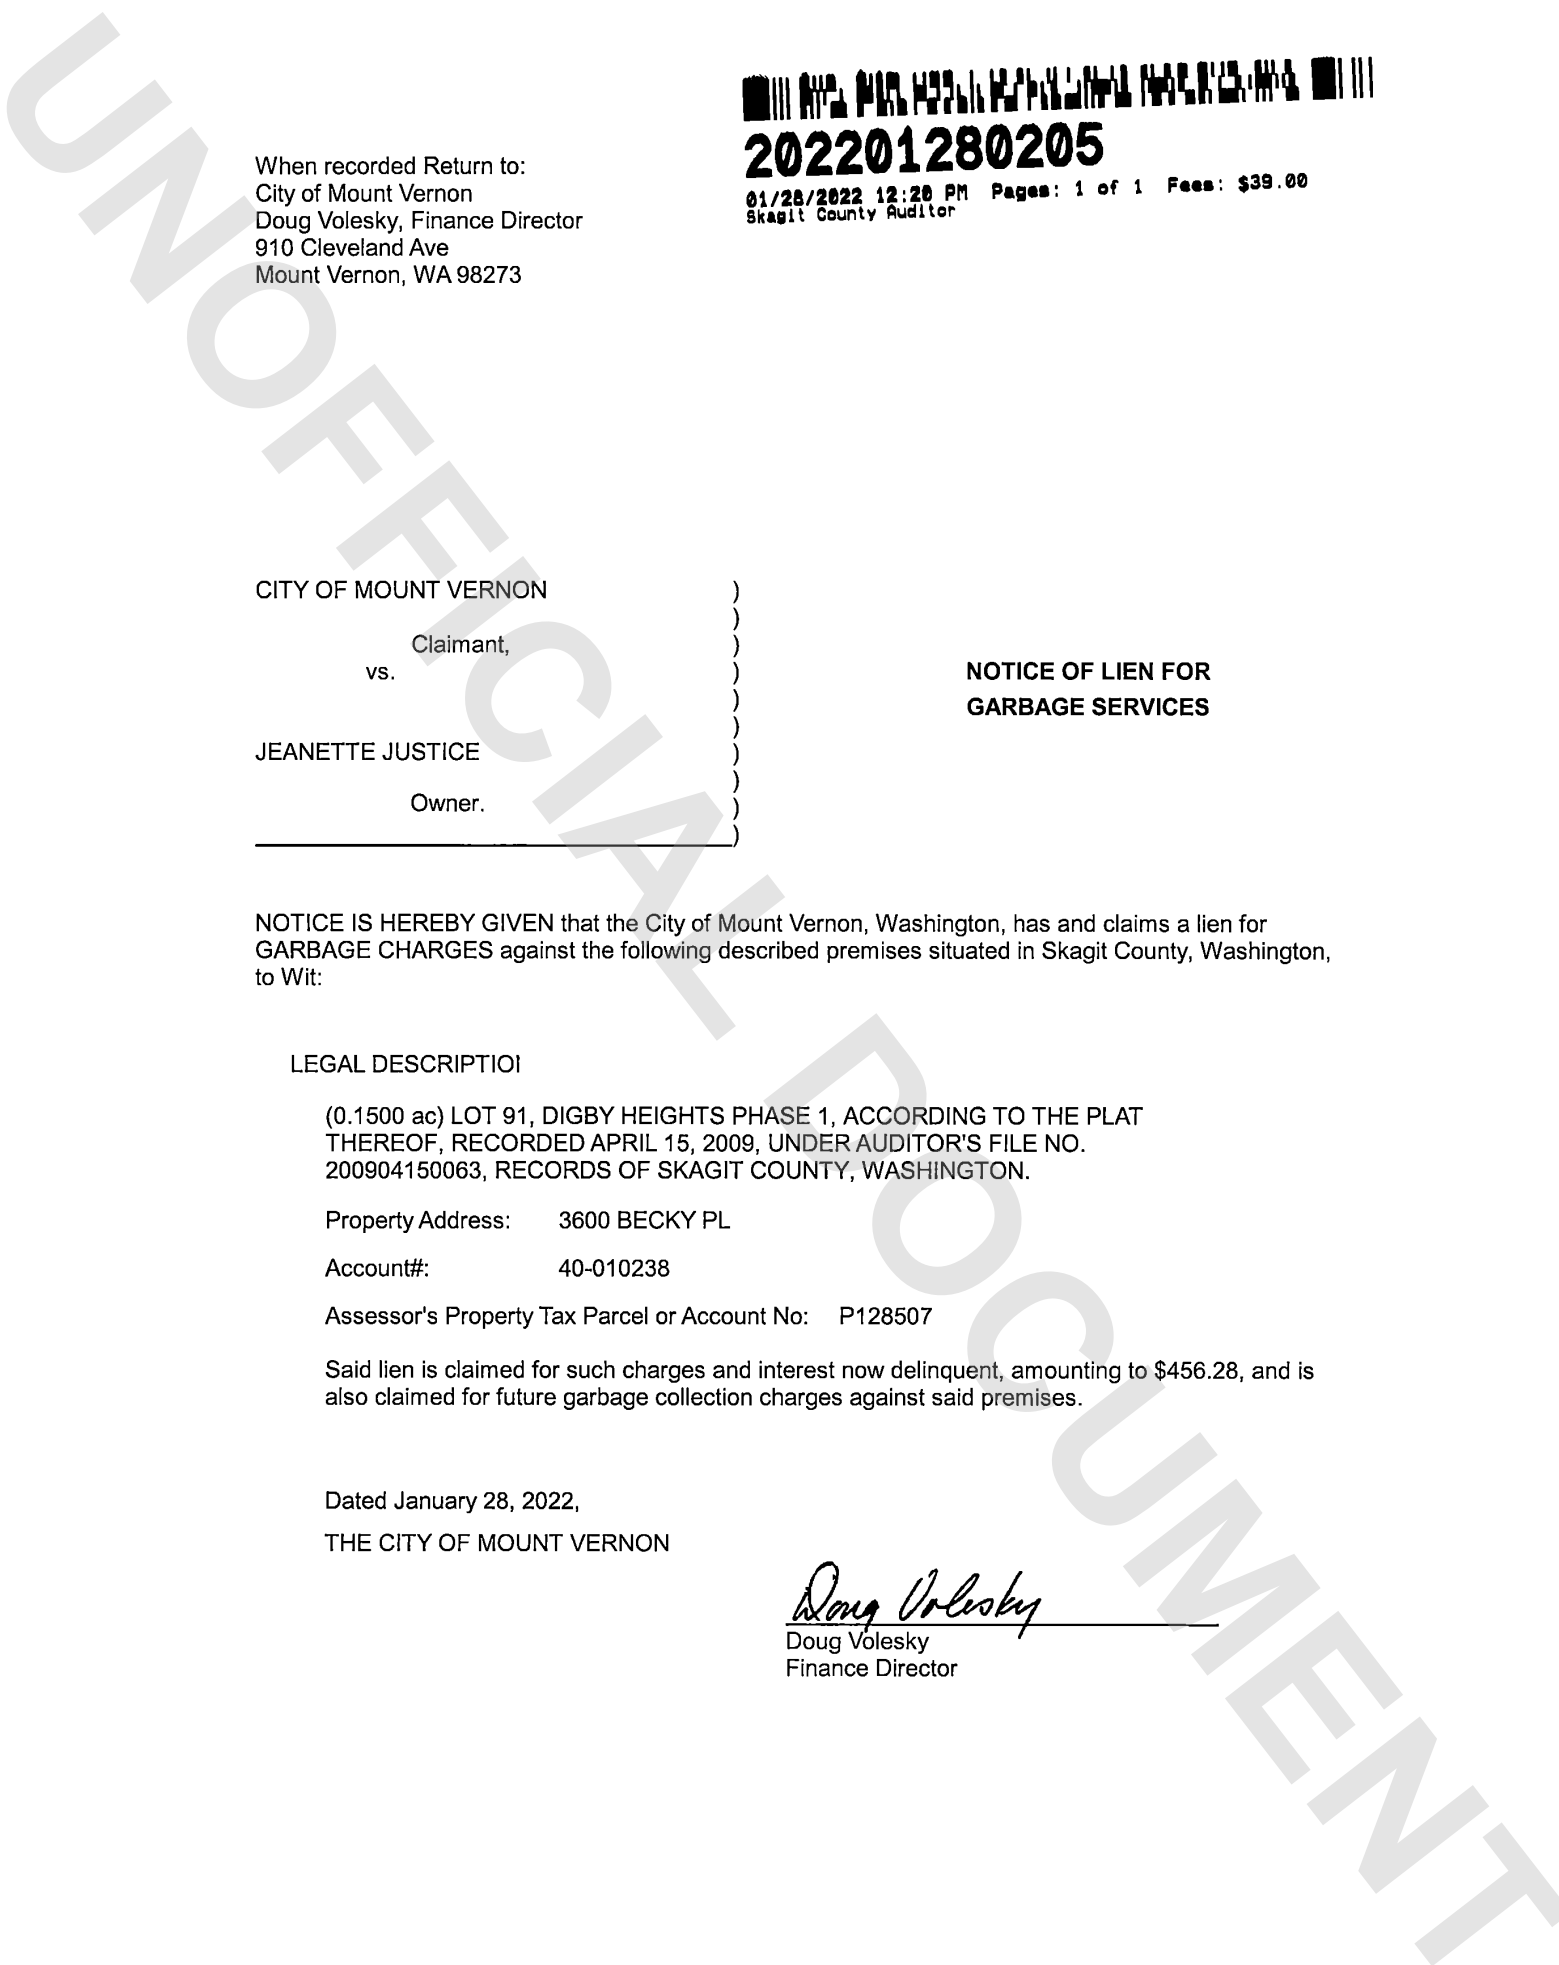 202201280205
01/28/2022 12:20 PM Pages: 1 of 1 Fees: $39.00
Skagit County Auditor
When recorded Return to:
City of Mount Vernon
Doug Volesky, Finance Director
910 Cleveland Ave
Mount Vernon, WA 98273
CITY OF MOUNT VERNON )
)
Claimant, )
vs. )
)
)
JEANETTE JUSTICE )
)
Owner. )
)
NOTICE OF LIEN FOR
GARBAGE SERVICES
NOTICE IS HEREBY GIVEN that the City of Mount Vernon, Washington, has and claims a lien for
GARBAGE CHARGES against the following described premises situated in Skagit County, Washington,
to Wit:
LEGAL DESCRIPTIOI
(0.1500 ac) LOT 91, DIGBY HEIGHTS PHASE 1, ACCORDING TO THE PLAT
THEREOF, RECORDED APRIL 15, 2009, UNDER AUDITOR'S FILE NO.
200904150063, RECORDS OF SKAGIT COUNTY, WASHINGTON.
Property Address: 3600 BECKY PL
Account#: 40-010238
Assessor's Property Tax Parcel or Account No: P128507
Said lien is claimed for such charges and interest now delinquent, amounting to $456.28, and is
also claimed for future garbage collection charges against said premises.
Dated January 28, 2022,
THE CITY OF MOUNT VERNON
Doug Volesky
Doug Volesky
Finance Director
UNOFFICIAL DOCUMENT